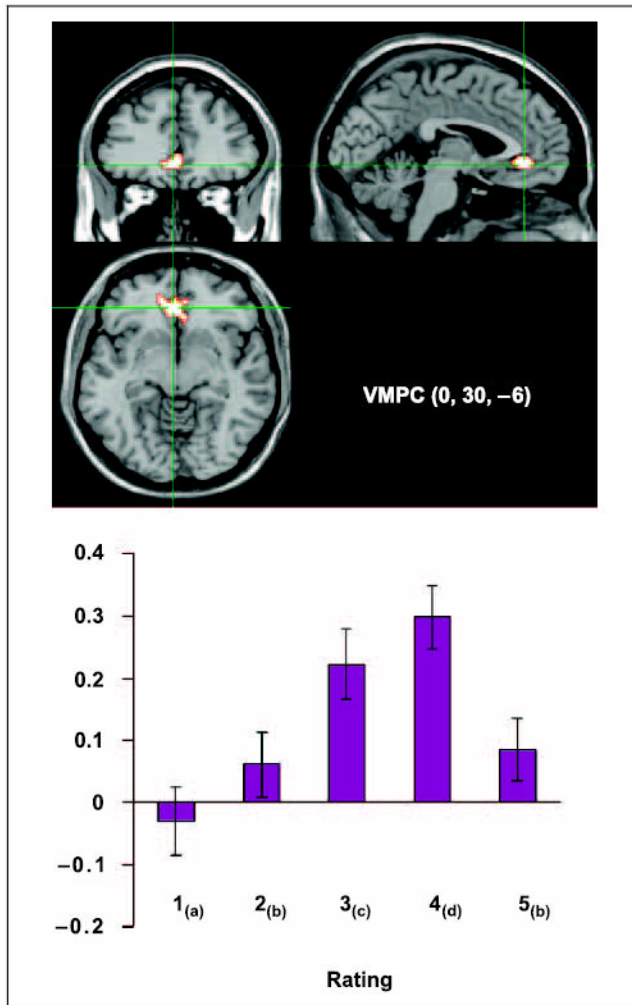 VMPC (0, 30, –6)
0.4
0.3
0.2
0.1
0
–0.1
–0.2
1(a) 2(b) 3(c) 4(d) 5(b)
Rating